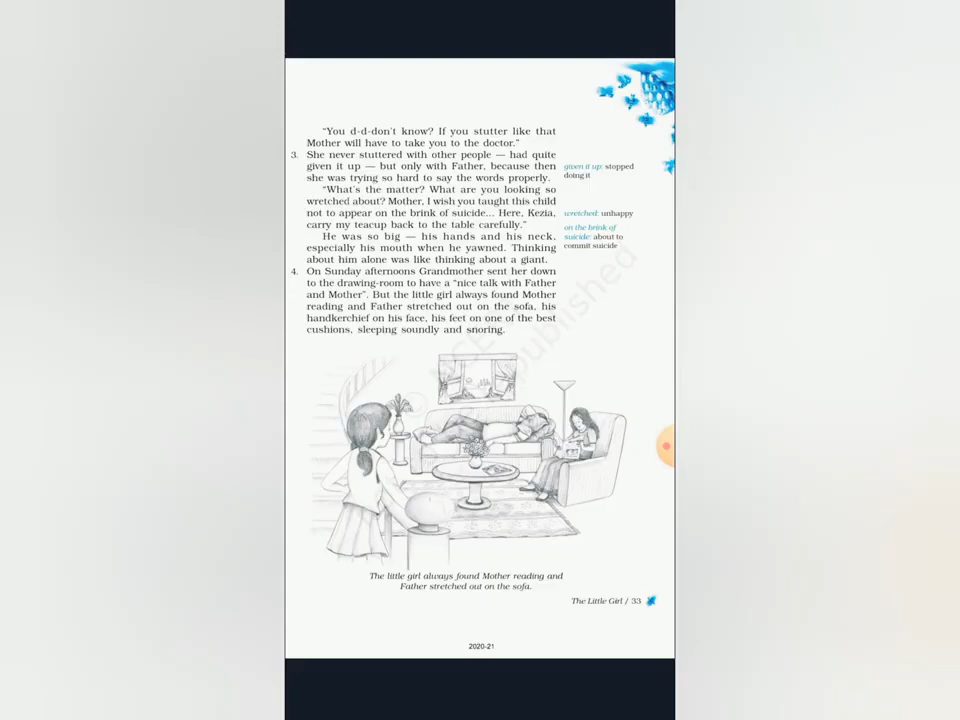 “You d-d-don't know? If you stutter like that
Mother will have to take you to the doctor.”
3. She never stuttered with other people — had quite
given it up — but only with Father, because then
she was trying so hard to say the words properly.
“What's the matter? What are you looking so
wretched about? Mother, I wish you taught this child
not to appear on the brink of suicide... Here, Kezia,
carry my teacup back to the table carefully.”
He was so big — his hands and his neck,
especially his mouth when he yawned. Thinking
about him alone was like thinking about a giant.
4. On Sunday afternoons Grandmother sent her down
to the drawing-room to have a “nice talk with Father
and Mother”. But the little girl always found Mother
reading and Father stretched out on the sofa, his
handkerchief on his face, his feet on one of the best
cushions, sleeping soundly and snoring.
given it up: stopped
doing it
wretched: unhappy
on the brink of
suicide: about to
commit suicide
published
The little girl always found Mother reading and
Father stretched out on the sofa.
The Little Girl / 33
2020-21